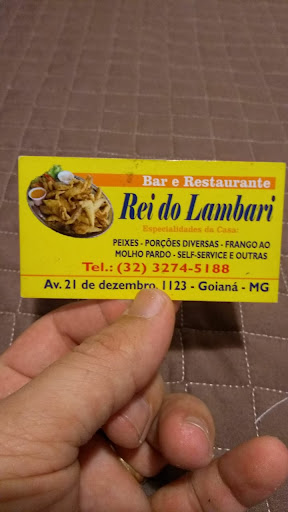 Bar e Restaurante
Rei do Lambari
Especialidades da Casa:
PEIXES - PORÇÕES DIVERSAS - FRANGO AO
MOLHO PARDO - SELF-SERVICE E OUTRAS
Tel.: (32) 3274-5188
Av. 21 de dezembro, 1123 - Goianá - MG